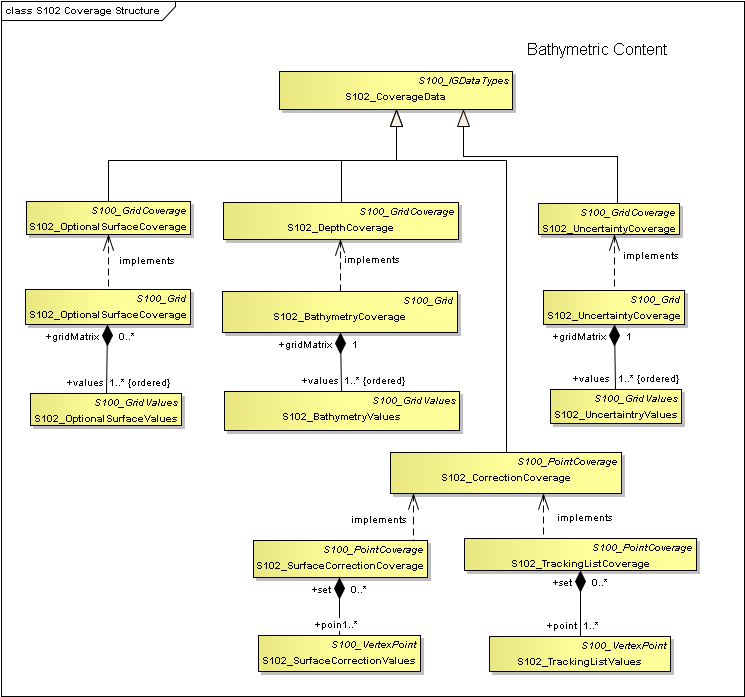 class S102 Coverage Structure
Bathymetric Content
S100_IGDataTypes
S102_CoverageData
S100_GridCoverage
S102_OptionalSurfaceCoverage
S100_GridCoverage
S102_DepthCoverage
S100_GridCoverage
S102_UncertaintyCoverage
implements
implements
implements
S100_Grid
S102_OptionalSurfaceCoverage
S100_Grid
S102_BathymetryCoverage
S100_Grid
S102_UncertaintyCoverage
+gridMatrix 0..*
+gridMatrix 1
+gridMatrix 1
+values 1..* {ordered}
+values 1..* {ordered}
+values 1..* {ordered}
S100_GridValues
S102_OptionalSurfaceValues
S100_GridValues
S102_BathymetryValues
S100_GridValues
S102_UncertaintryValues
S100_PointCoverage
S102_CorrectionCoverage
implements
implements
S100_PointCoverage
S102_SurfaceCorrectionCoverage
S100_PointCoverage
S102_TrackingListCoverage
+set 0..*
+set 0..*
+poin1..*
+point 1..*
S100_VertexPoint
S102_SurfaceCorrectionValues
S100_VertexPoint
S102_TrackingListValues